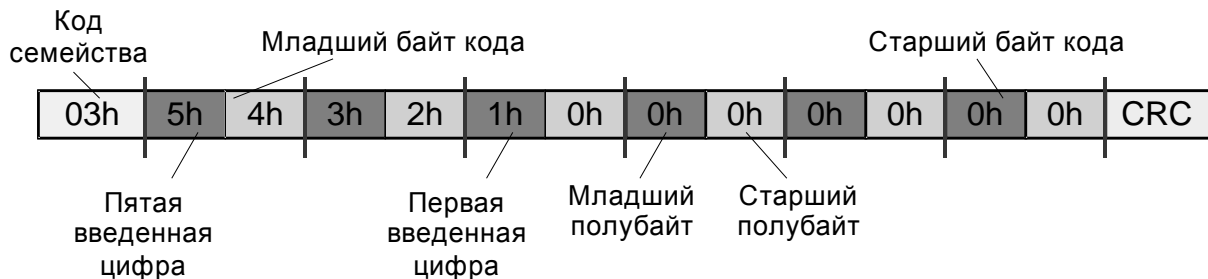 Код
семейства
Младший байт кода
Старший байт кода
03h 5h 4h 3h 2h 1h 0h 0h 0h 0h 0h 0h 0h CRC
Пятая
введенная
цифра
Первая
введенная
цифра
Младший
полубайт
Старший
полубайт